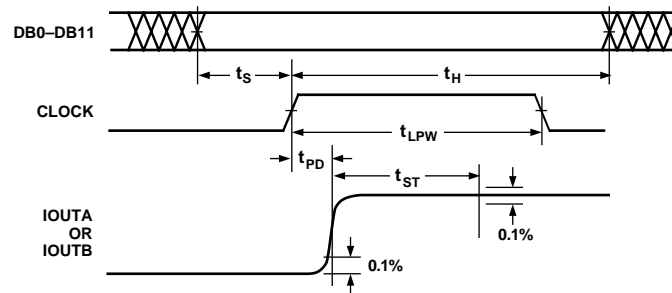 DB0–DB11
tS
tH
CLOCK
tLPW
tPD
tST
IOUTA
OR
IOUTB
0.1%
0.1%